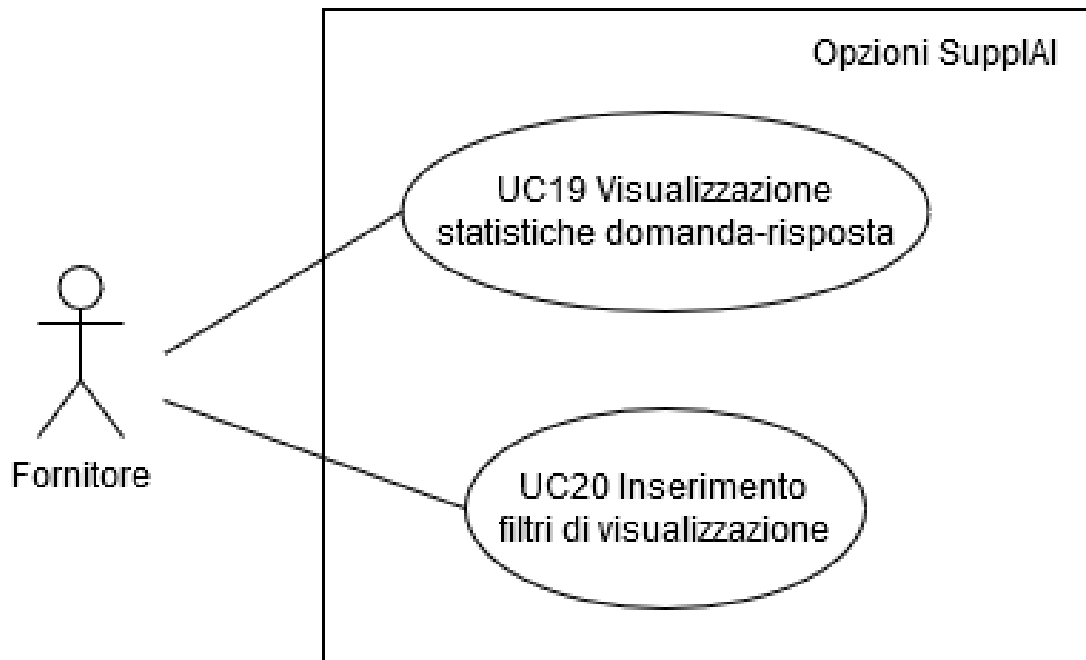 Opzioni SupplAI
UC19 Visualizzazione
statistiche domanda-risposta
Fornitore
UC20 Inserimento
filtri di visualizzazione